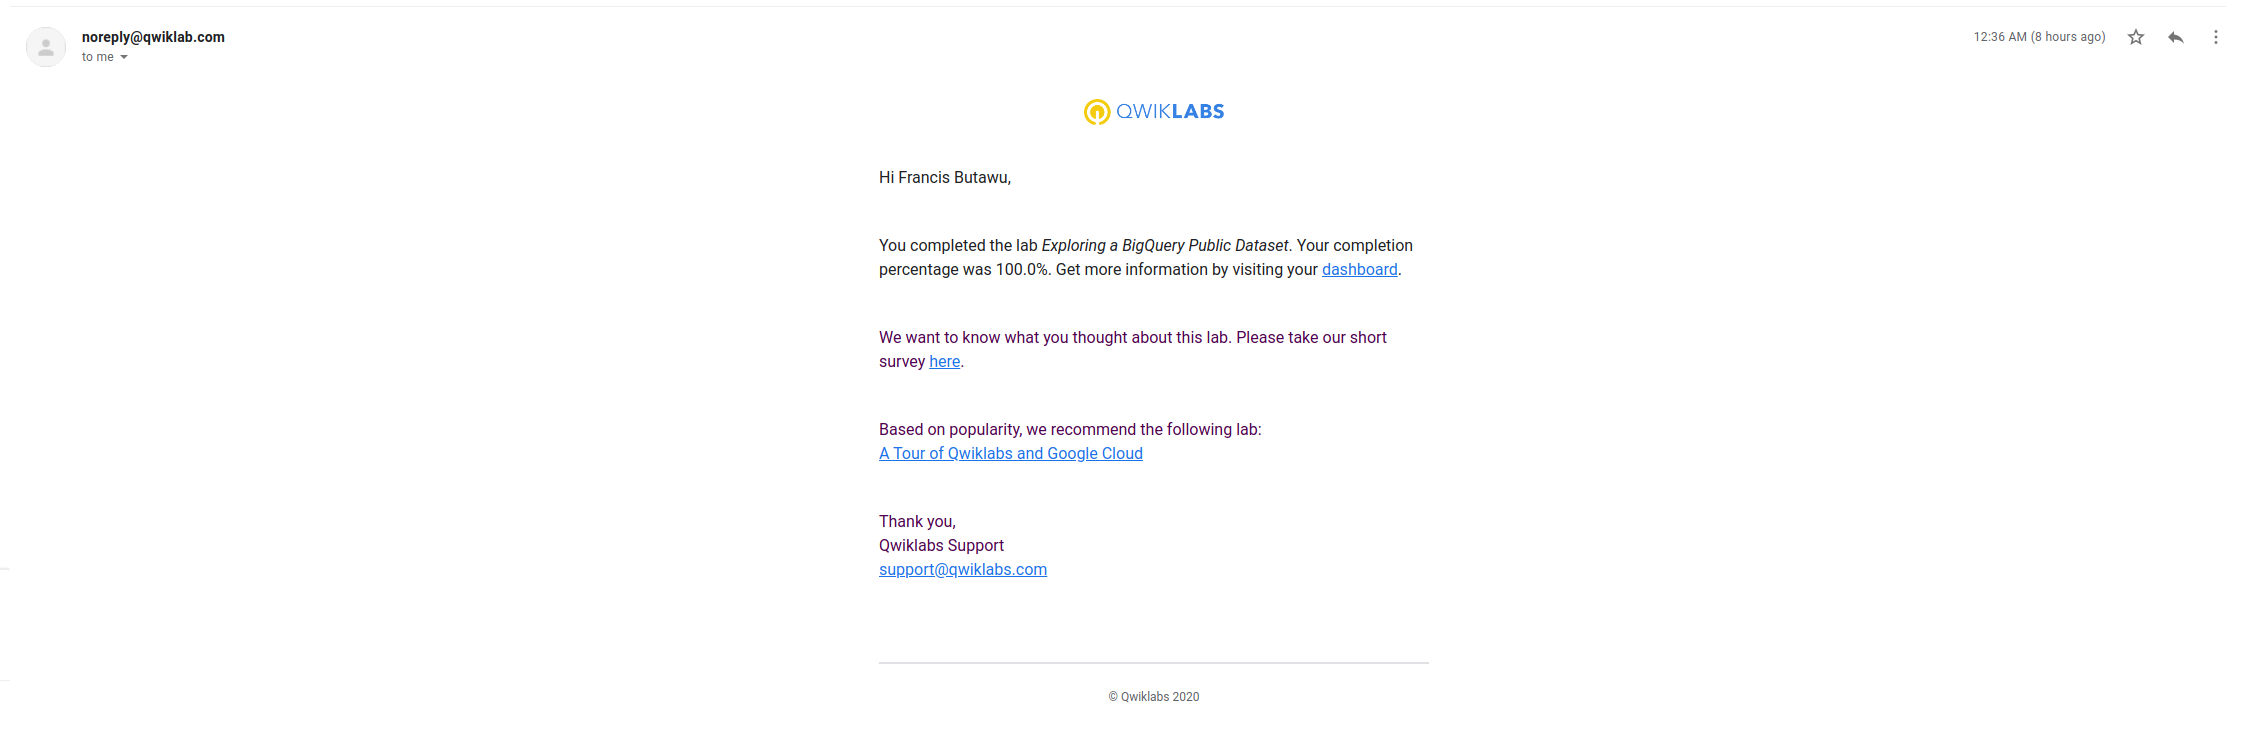 noreply@qwiklab.com
12:36 AM (8 hours ago)
to me
QWIKLABS
Hi Francis Butawu,
You completed the lab Exploring a BigQuery Public Dataset. Your completion
percentage was 100.0%. Get more information by visiting your dashboard.
We want to know what you thought about this lab. Please take our short
survey here.
Based on popularity, we recommend the following lab:
A Tour of Qwiklabs and Google Cloud
Thank you,
Qwiklabs Support
support@qwiklabs.com
© Qwiklabs 2020